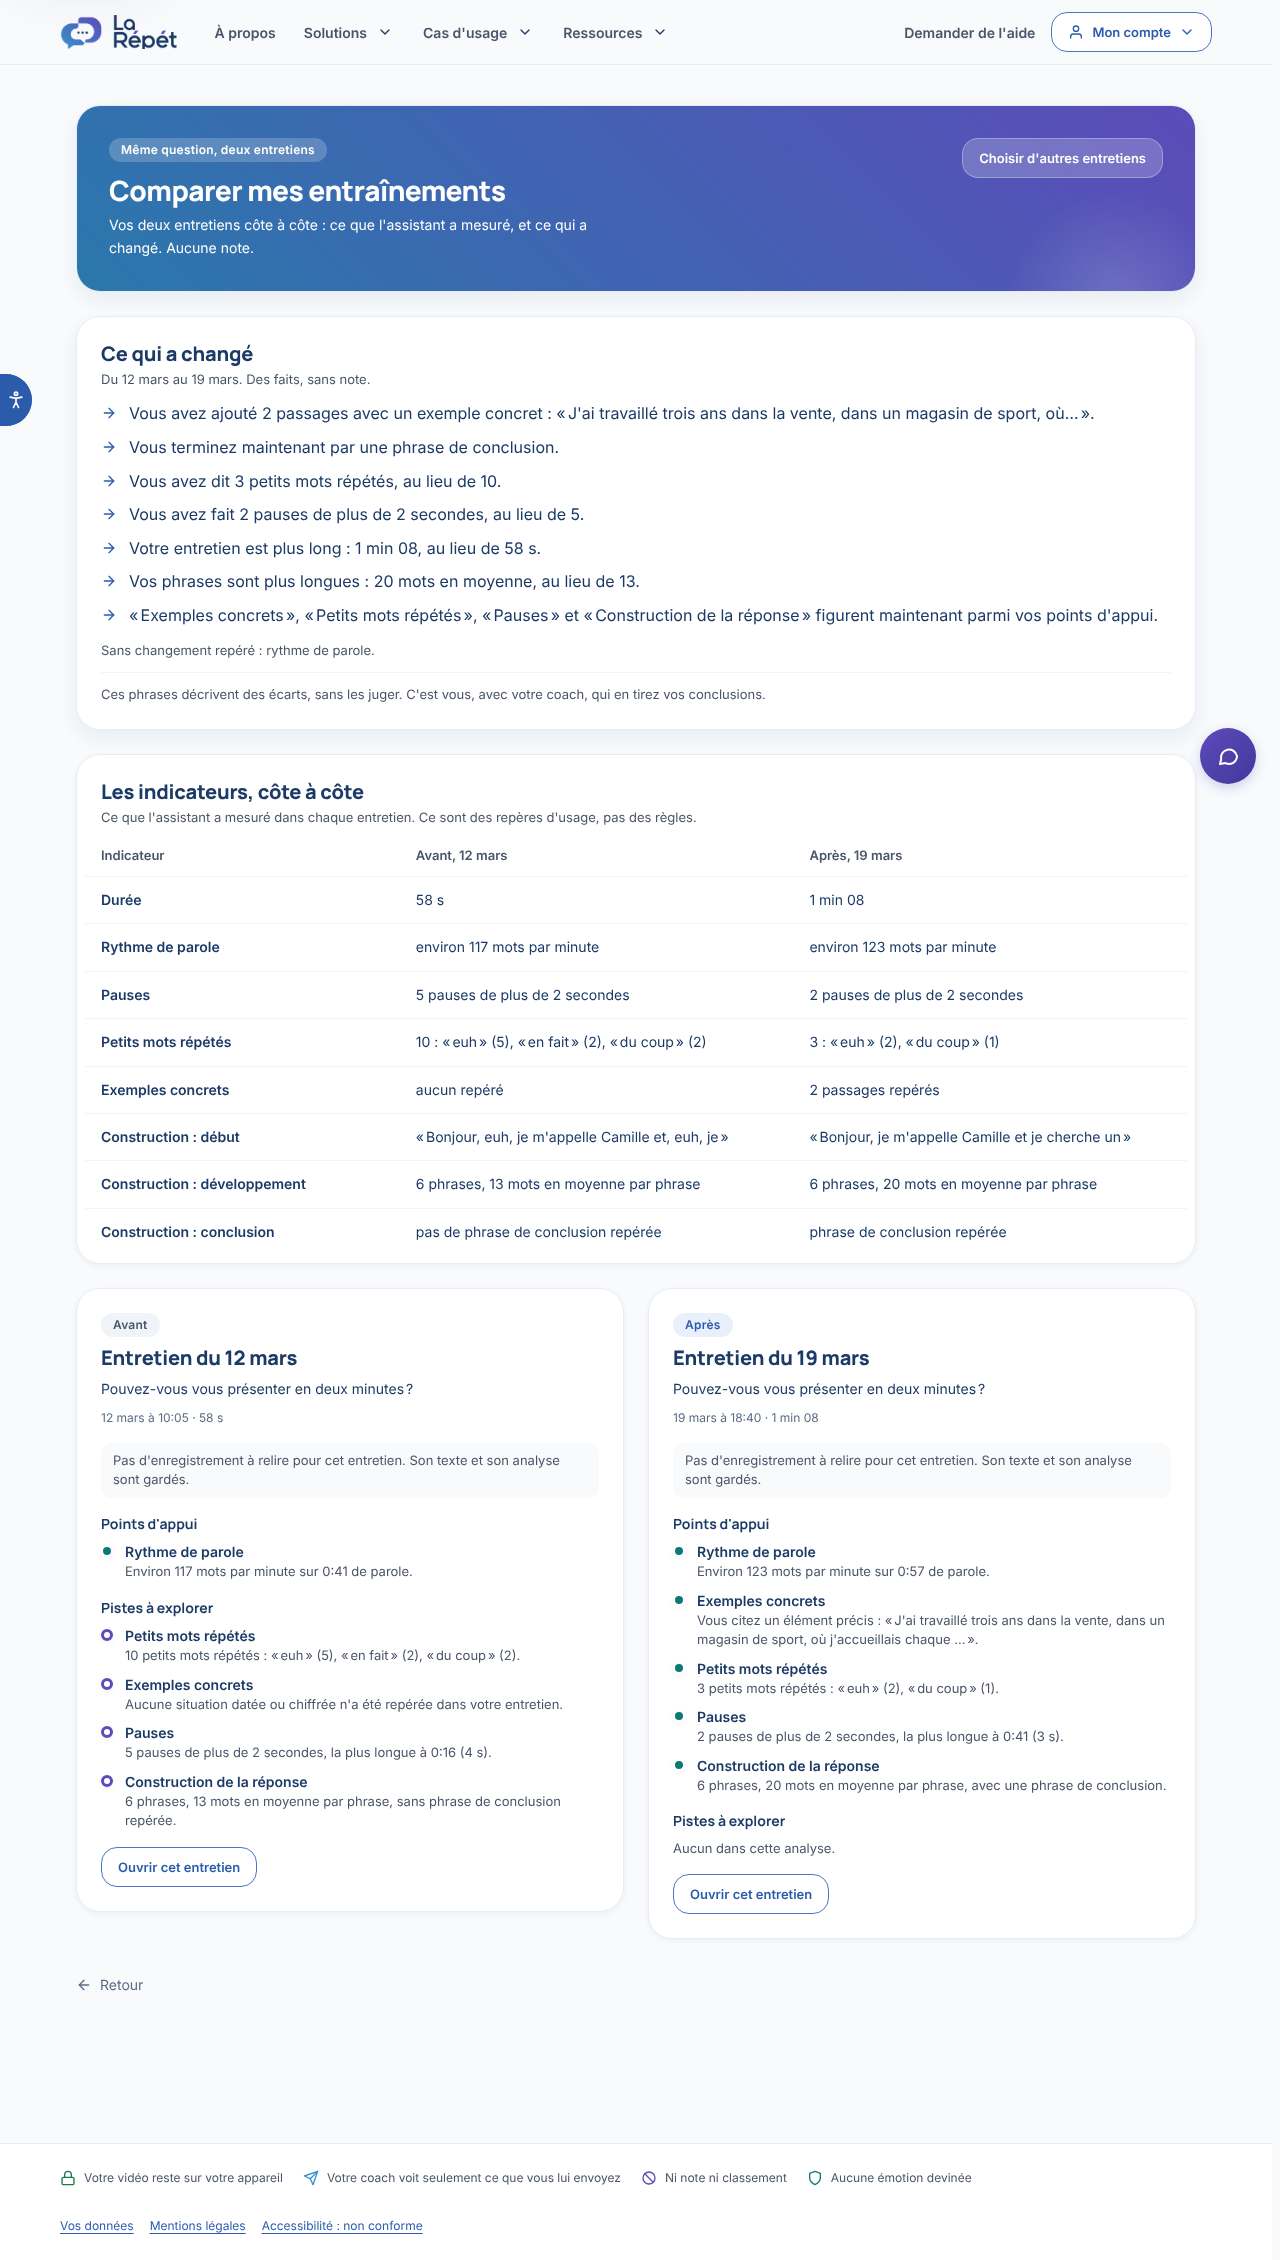 La Répét
À propos
Solutions
Cas d'usage
Ressources
Demander de l'aide
Mon compte
Même question, deux entretiens
Choisir d'autres entretiens
Comparer mes entraînements
Vos deux entretiens côte à côte : ce que l'assistant a mesuré, et ce qui a
changé. Aucune note.
Ce qui a changé
Du 12 mars au 19 mars. Des faits, sans note.
Vous avez ajouté 2 passages avec un exemple concret : « J'ai travaillé trois ans dans la vente, dans un magasin de sport, où… ».
Vous terminez maintenant par une phrase de conclusion.
Vous avez dit 3 petits mots répétés, au lieu de 10.
Vous avez fait 2 pauses de plus de 2 secondes, au lieu de 5.
Votre entretien est plus long : 1 min 08, au lieu de 58 s.
Vos phrases sont plus longues : 20 mots en moyenne, au lieu de 13.
« Exemples concrets », « Petits mots répétés », « Pauses » et « Construction de la réponse » figurent maintenant parmi vos points d'appui.
Sans changement repéré : rythme de parole.
Ces phrases décrivent des écarts, sans les juger. C'est vous, avec votre coach, qui en tirez vos conclusions.
Les indicateurs, côte à côte
Ce que l'assistant a mesuré dans chaque entretien. Ce sont des repères d'usage, pas des règles.
Indicateur Avant, 12 mars Après, 19 mars
Durée 58 s 1 min 08
Rythme de parole environ 117 mots par minute environ 123 mots par minute
Pauses 5 pauses de plus de 2 secondes 2 pauses de plus de 2 secondes
Petits mots répétés 10 : « euh » (5), « en fait » (2), « du coup » (2) 3 : « euh » (2), « du coup » (1)
Exemples concrets aucun repéré 2 passages repérés
Construction : début « Bonjour, euh, je m'appelle Camille et, euh, je » « Bonjour, je m'appelle Camille et je cherche un »
Construction : développement 6 phrases, 13 mots en moyenne par phrase 6 phrases, 20 mots en moyenne par phrase
Construction : conclusion pas de phrase de conclusion repérée phrase de conclusion repérée
Avant
Entretien du 12 mars
Pouvez-vous vous présenter en deux minutes ?
12 mars à 10:05 · 58 s
Pas d'enregistrement à relire pour cet entretien. Son texte et son analyse
sont gardés.
Points d'appui
Rythme de parole
Environ 117 mots par minute sur 0:41 de parole.
Pistes à explorer
Petits mots répétés
10 petits mots répétés : « euh » (5), « en fait » (2), « du coup » (2).
Exemples concrets
Aucune situation datée ou chiffrée n'a été repérée dans votre entretien.
Pauses
5 pauses de plus de 2 secondes, la plus longue à 0:16 (4 s).
Construction de la réponse
6 phrases, 13 mots en moyenne par phrase, sans phrase de conclusion
repérée.
Ouvrir cet entretien
Après
Entretien du 19 mars
Pouvez-vous vous présenter en deux minutes ?
19 mars à 18:40 · 1 min 08
Pas d'enregistrement à relire pour cet entretien. Son texte et son analyse
sont gardés.
Points d'appui
Rythme de parole
Environ 123 mots par minute sur 0:57 de parole.
Exemples concrets
Vous citez un élément précis : « J'ai travaillé trois ans dans la vente, dans un
magasin de sport, où j'accueillais chaque … ».
Petits mots répétés
3 petits mots répétés : « euh » (2), « du coup » (1).
Pauses
2 pauses de plus de 2 secondes, la plus longue à 0:41 (3 s).
Construction de la réponse
6 phrases, 20 mots en moyenne par phrase, avec une phrase de conclusion.
Pistes à explorer
Aucun dans cette analyse.
Ouvrir cet entretien
Retour
Votre vidéo reste sur votre appareil
Votre coach voit seulement ce que vous lui envoyez
Ni note ni classement
Aucune émotion devinée
Vos données
Mentions légales
Accessibilité : non conforme